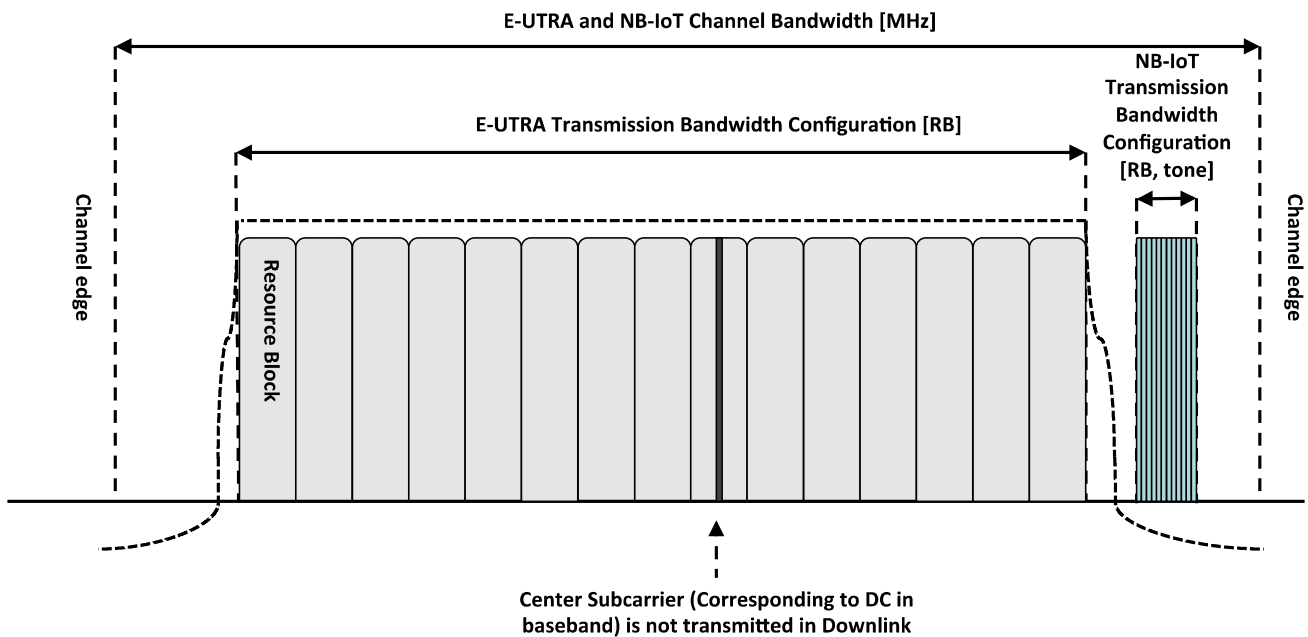 E-UTRA and NB-IoT Channel Bandwidth [MHz]
NB-IoT
Transmission
Bandwidth
Configuration
[RB, tone]
E-UTRA Transmission Bandwidth Configuration [RB]
Channel edge
Channel edge
Resource Block
Center Subcarrier (Corresponding to DC in
baseband) is not transmitted in Downlink